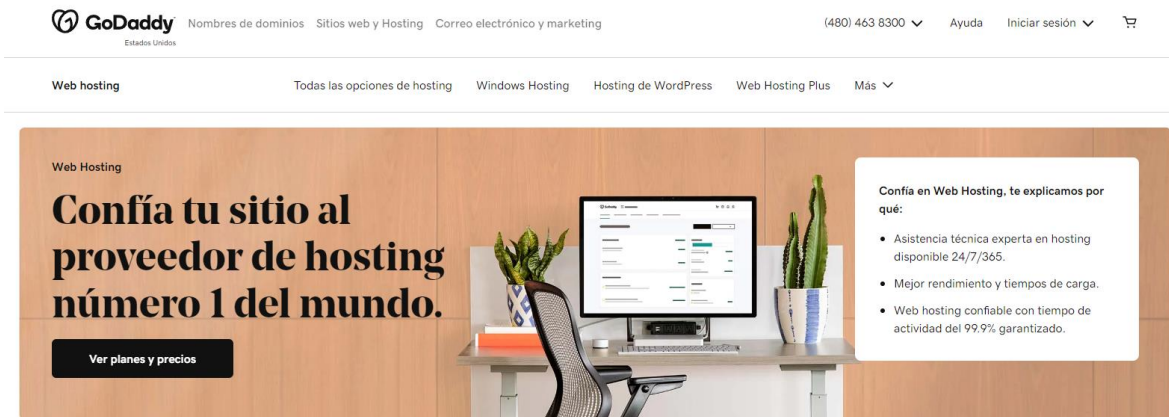 GoDaddy
Estados Unidos
Nombres de dominios Sitios web y Hosting Correo electrónico y marketing
(480) 463 8300 Ayuda Iniciar sesión
Web hosting Todas las opciones de hosting Windows Hosting Hosting de WordPress Web Hosting Plus Más
Web Hosting
Confía tu sitio al
proveedor de hosting
número 1 del mundo.
Ver planes y precios
Confía en Web Hosting, te explicamos por
qué:
• Asistencia técnica experta en hosting
disponible 24/7/365.
• Mejor rendimiento y tiempos de carga.
• Web hosting confiable con tiempo de
actividad del 99.9% garantizado.